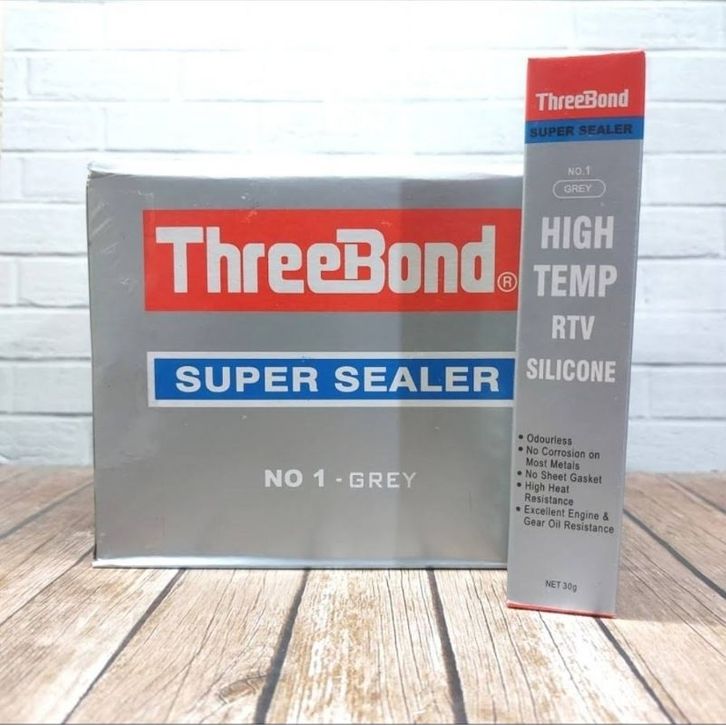 ThreeBond®
SUPER SEALER
NO 1 - GREY
ThreeBond
SUPER SEALER
NO.1
GREY
HIGH
TEMP
RTV
SILICONE
• Odourless
• No Corrosion on
Most Metals
• No Sheet Gasket
• High Heat
Resistance
• Excellent Engine &
Gear Oil Resistance
NET 30g